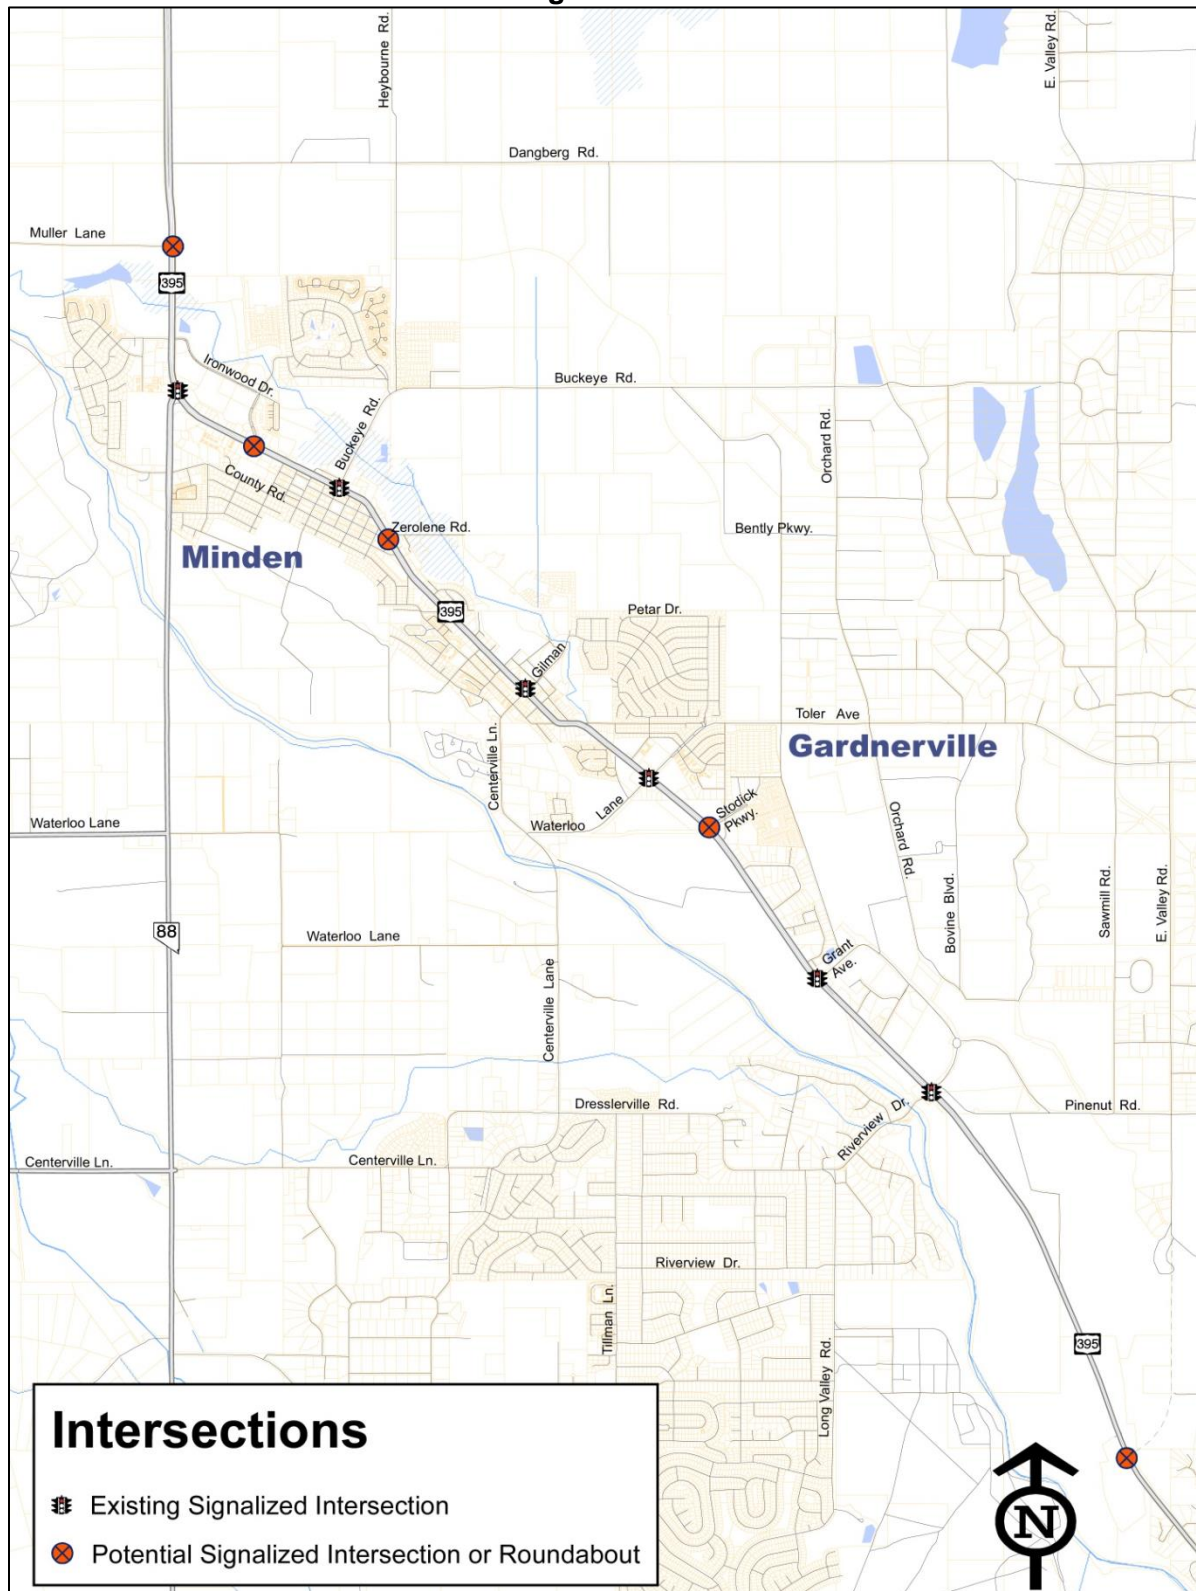 g
Heybourne Rd.
E. Valley Rd.
Dangberg Rd.
Muller Lane
395
Ironwood Dr.
Buckeye Rd.
Buckeye Rd.
Orchard Rd.
County Rd.
Zerolene Rd.
Bently Pkwy.
Minden
395
Petar Dr.
Gilman
Toler Ave
Gardnerville
Centerville Ln.
Waterloo Lane
Waterloo Lane
Stodick
Pkwy.
Orchard Rd.
Bovine Blvd.
Sawmill Rd.
E. Valley Rd.
88
Waterloo Lane
Grant
Ave.
Centerville Lane
Dresslerville Rd.
Riverview Dr.
Pinenut Rd.
Centerville Ln.
Centerville Ln.
Riverview Dr.
Tillman Ln.
Long Valley Rd.
395
Intersections
Existing Signalized Intersection
Potential Signalized Intersection or Roundabout
N